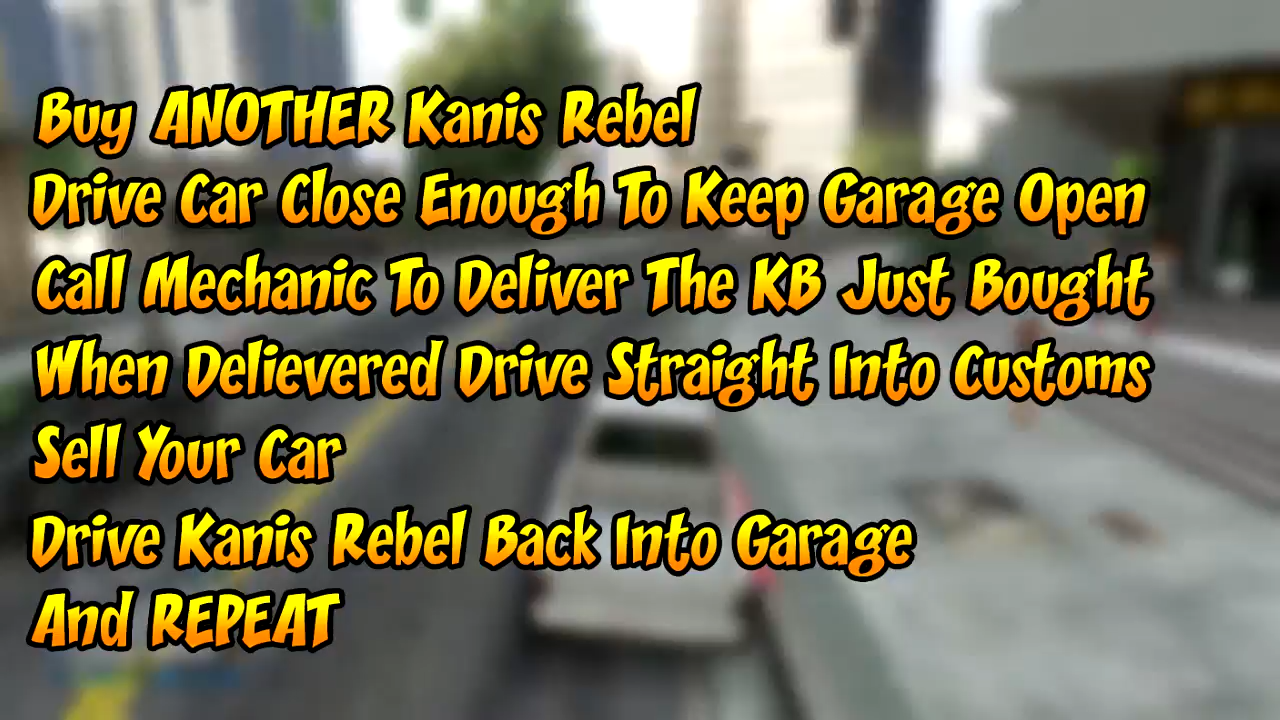 Buy ANOTHER Kanis Rebel
Drive Car Close Enough To Keep Garage Open
Call Mechanic To Deliver The KB Just Bought
When Delievered Drive Straight Into Customs
Sell Your Car
Drive Kanis Rebel Back Into Garage
And REPEAT